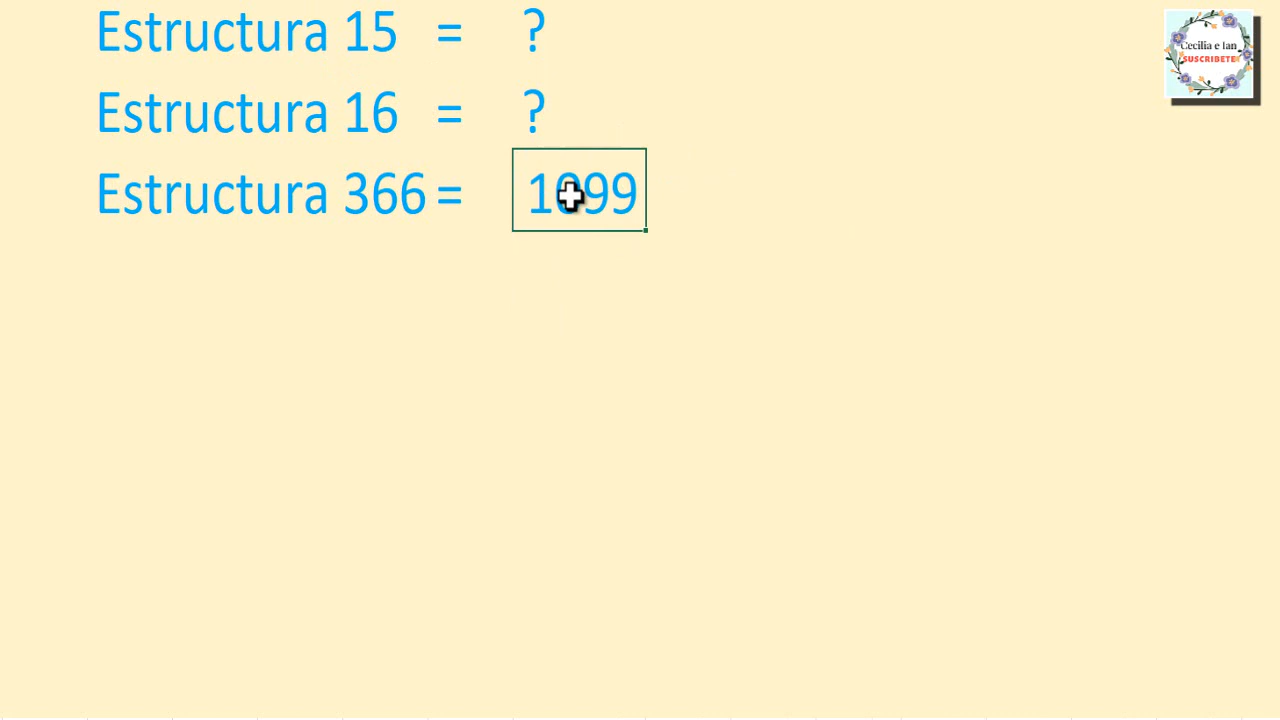 Estructura 15 = ?
Cecilia e Ian
SUSCRIBETE
Estructura 16 = ?
Estructura 366 = 1099